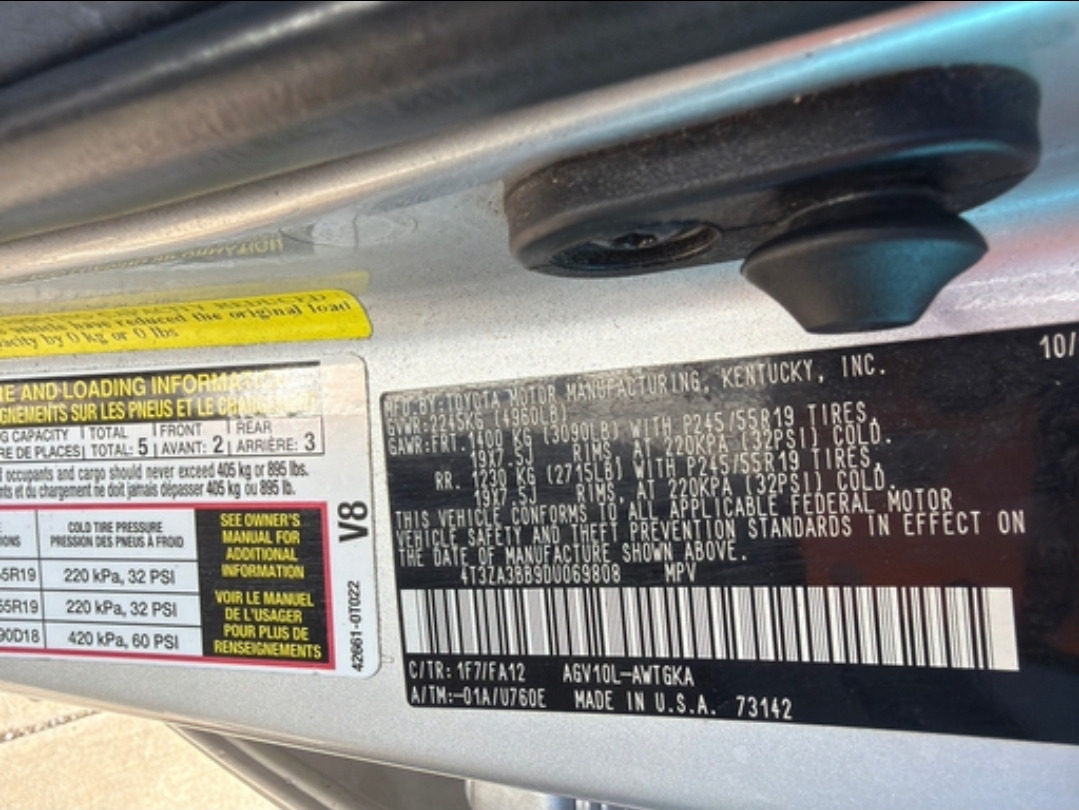 which have reduced the original load
acity by 0 kg or 0 lbs
RE AND LOADING INFORMATION
GNEMENTS SUR LES PNEUS ET LE CHARGEMENT
G CAPACITY TOTAL FRONT REAR
RE DE PLACES TOTAL: 5 AVANT: 2 ARRIÈRE: 3
occupants and cargo should never exceed 405 kg or 895 lbs.
nts et du chargement ne doit jamais dépasser 405 kg ou 895 lb.
COLD TIRE PRESSURE
IONS PRESSION DES PNEUS À FROID
55R19 220 kPa, 32 PSI
55R19 220 kPa, 32 PSI
90D18 420 kPa, 60 PSI
SEE OWNER'S
MANUAL FOR
ADDITIONAL
INFORMATION
VOIR LE MANUEL
DE L'USAGER
POUR PLUS DE
RENSEIGNEMENTS
V8
42661-0T022
10/
MFD.BY:TOYOTA MOTOR MANUFACTURING, KENTUCKY, INC.
GVWR:2245KG (4960LB)
GAWR:FRT. 1400 KG (3090LB) WITH P245/55R19 TIRES,
19X7.5J RIMS, AT 220KPA (32PSI) COLD.
RR. 1230 KG (2715LB) WITH P245/55R19 TIRES,
19X7.5J RIMS, AT 220KPA (32PSI) COLD.
THIS VEHICLE CONFORMS TO ALL APPLICABLE FEDERAL MOTOR
VEHICLE SAFETY AND THEFT PREVENTION STANDARDS IN EFFECT ON
THE DATE OF MANUFACTURE SHOWN ABOVE.
4T3ZA3BB9DU069808 MPV
C/TR: 1F7/FA12 AGV10L-AWTGKA
A/TM:-01A/U760E MADE IN U.S.A. 73142